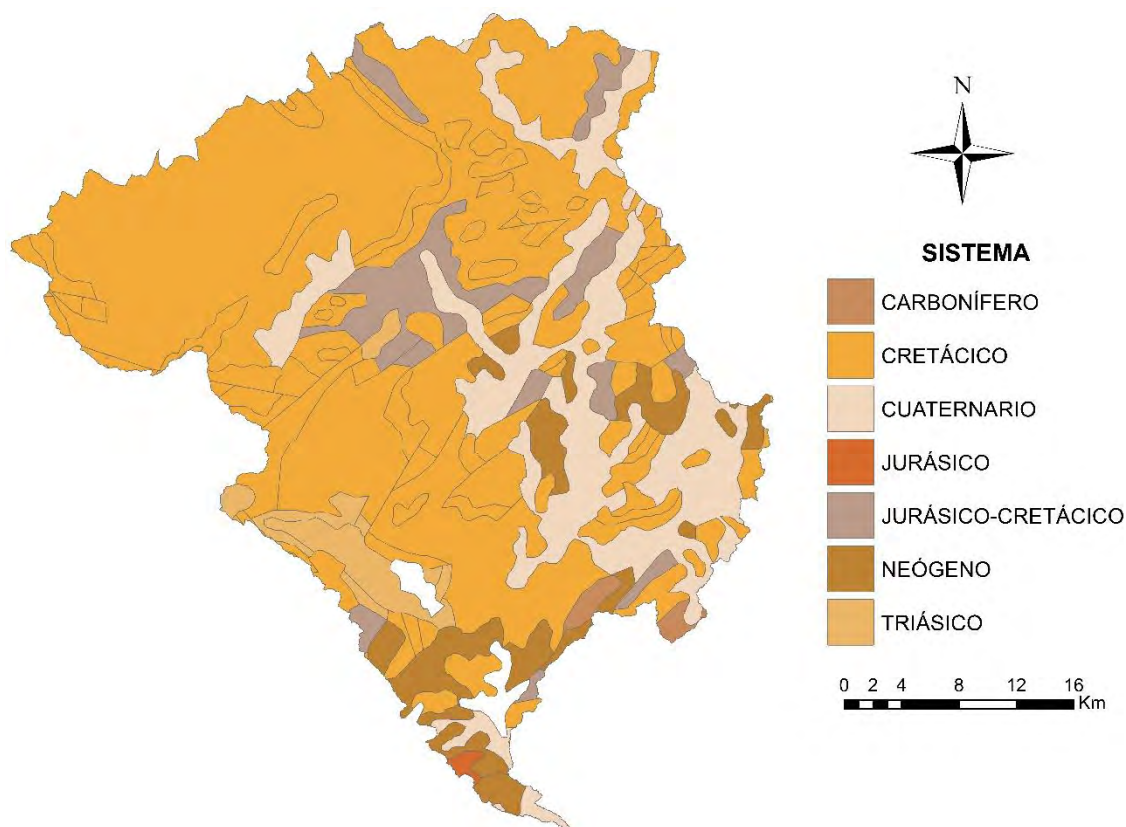 N
SISTEMA
CARBONÍFERO
CRETÁCICO
CUATERNARIO
JURÁSICO
JURÁSICO-CRETÁCICO
NEÓGENO
TRIÁSICO
0 2 4 8 12 16
Km